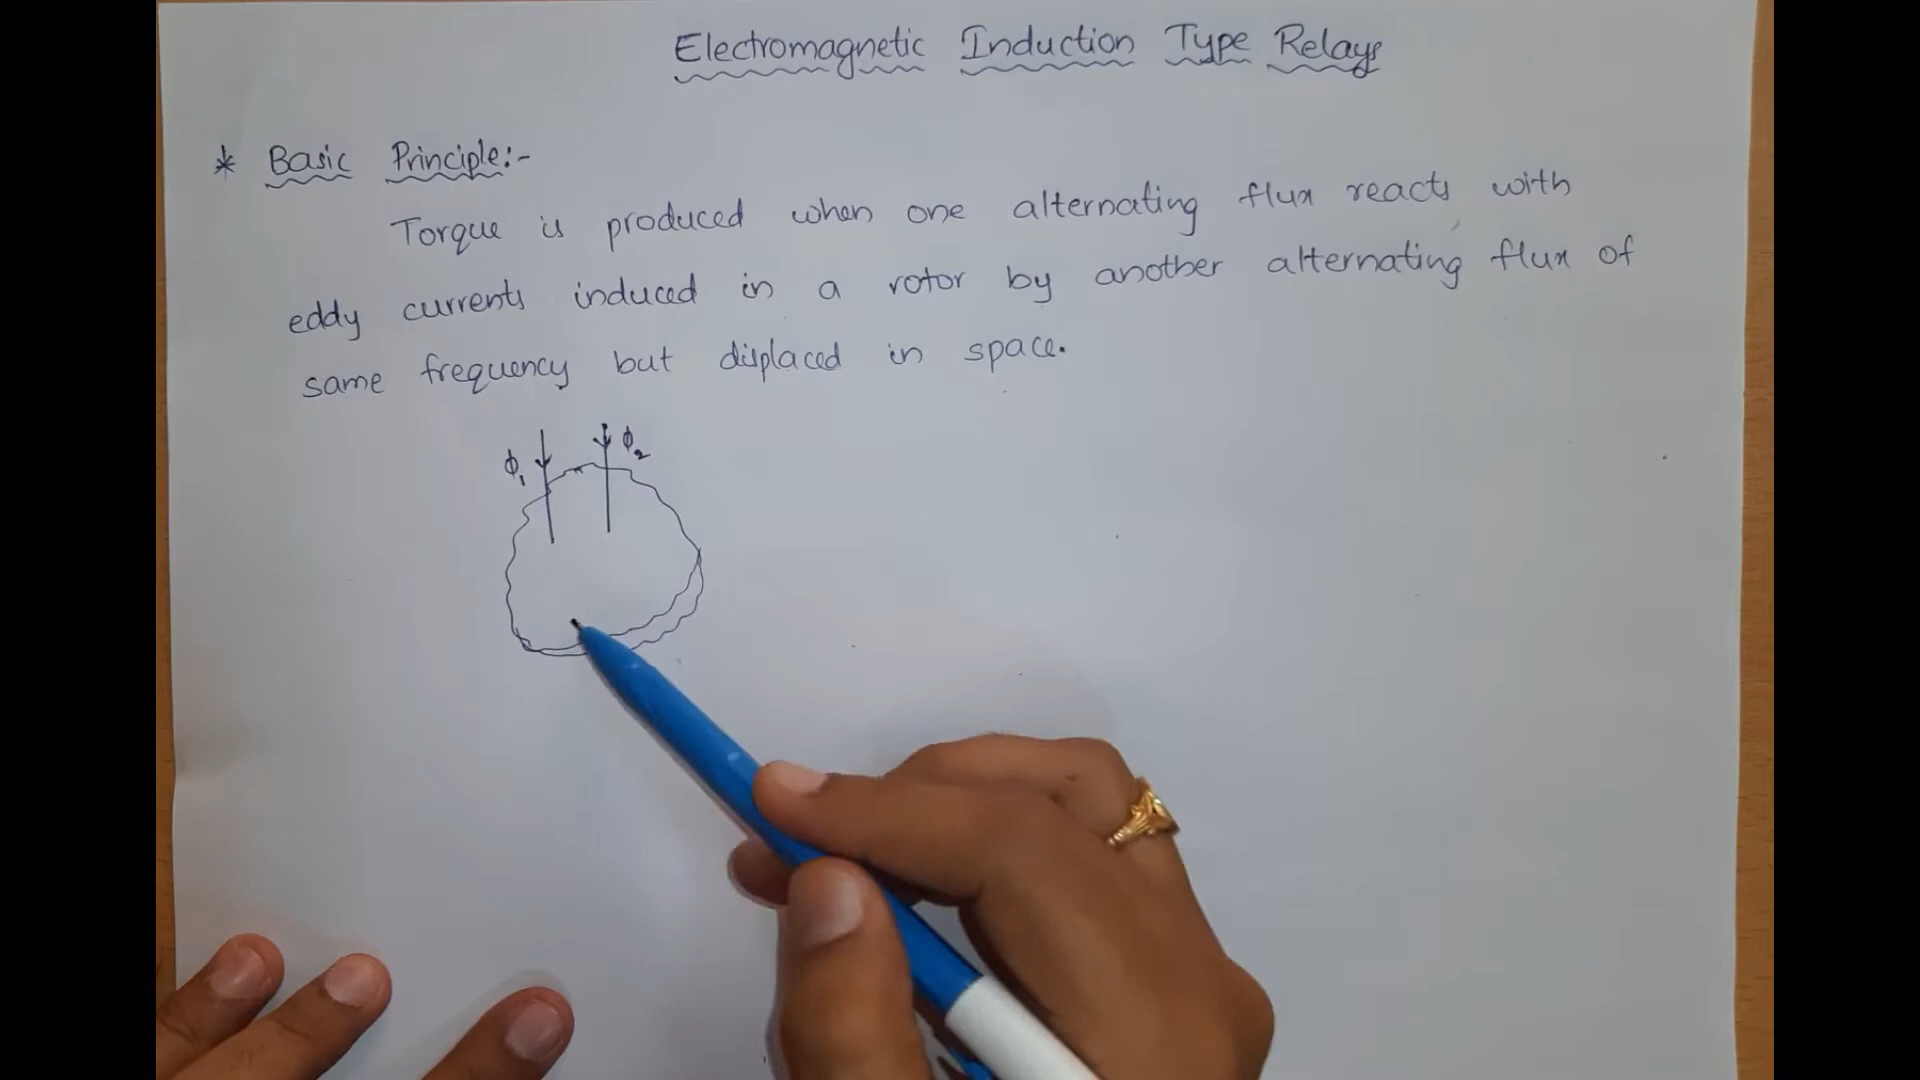 Electromagnetic Induction Type Relays
* Basic Principle:-
Torque is produced when one alternating flux reacts with
eddy currents induced in a rotor by another alternating flux of
same frequency but displaced in space.
ϕ₁ ϕ₂